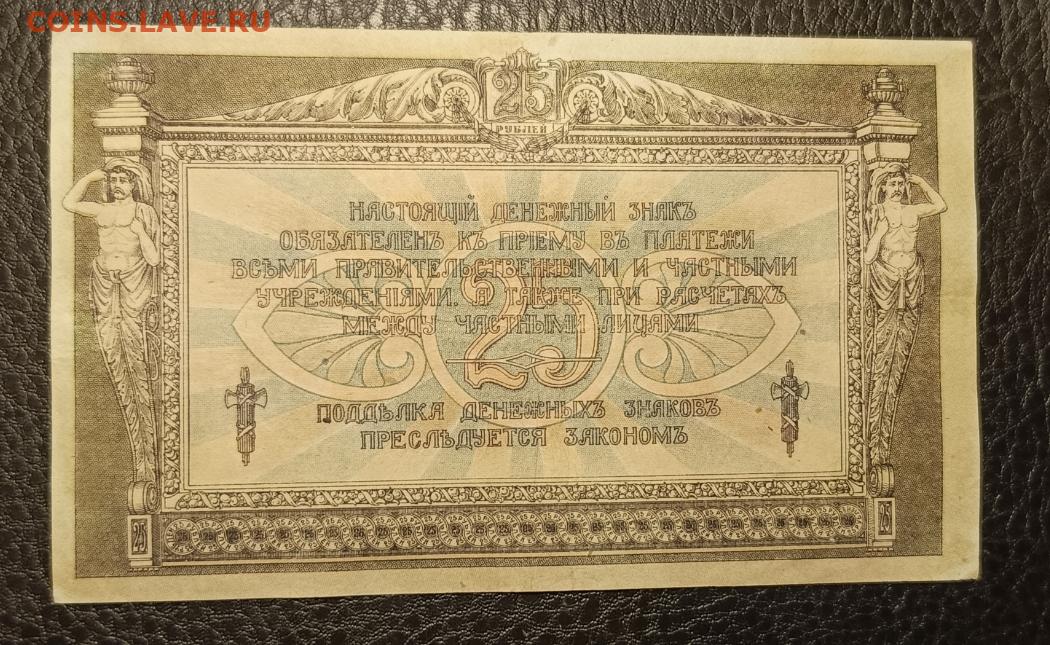 COINS.LAVE.RU
25
РУБЛЕЙ
НАСТОЯЩІЙ ДЕНЕЖНЫЙ ЗНАКЪ
ОБЯЗАТЕЛЕНЪ КЪ ПРІЕМУ ВЪ ПЛАТЕЖИ
ВСѢМИ ПРАВИТЕЛЬСТВЕННЫМИ И ЧАСТНЫМИ
УЧРЕЖДЕНІЯМИ, А ТАКЖЕ ПРИ РАСЧЕТАХЪ
МЕЖДУ ЧАСТНЫМИ ЛИЦАМИ
25
ПОДДѢЛКА ДЕНЕЖНЫХЪ ЗНАКОВЪ
ПРЕСЛѢДУЕТСЯ ЗАКОНОМЪ
25 25